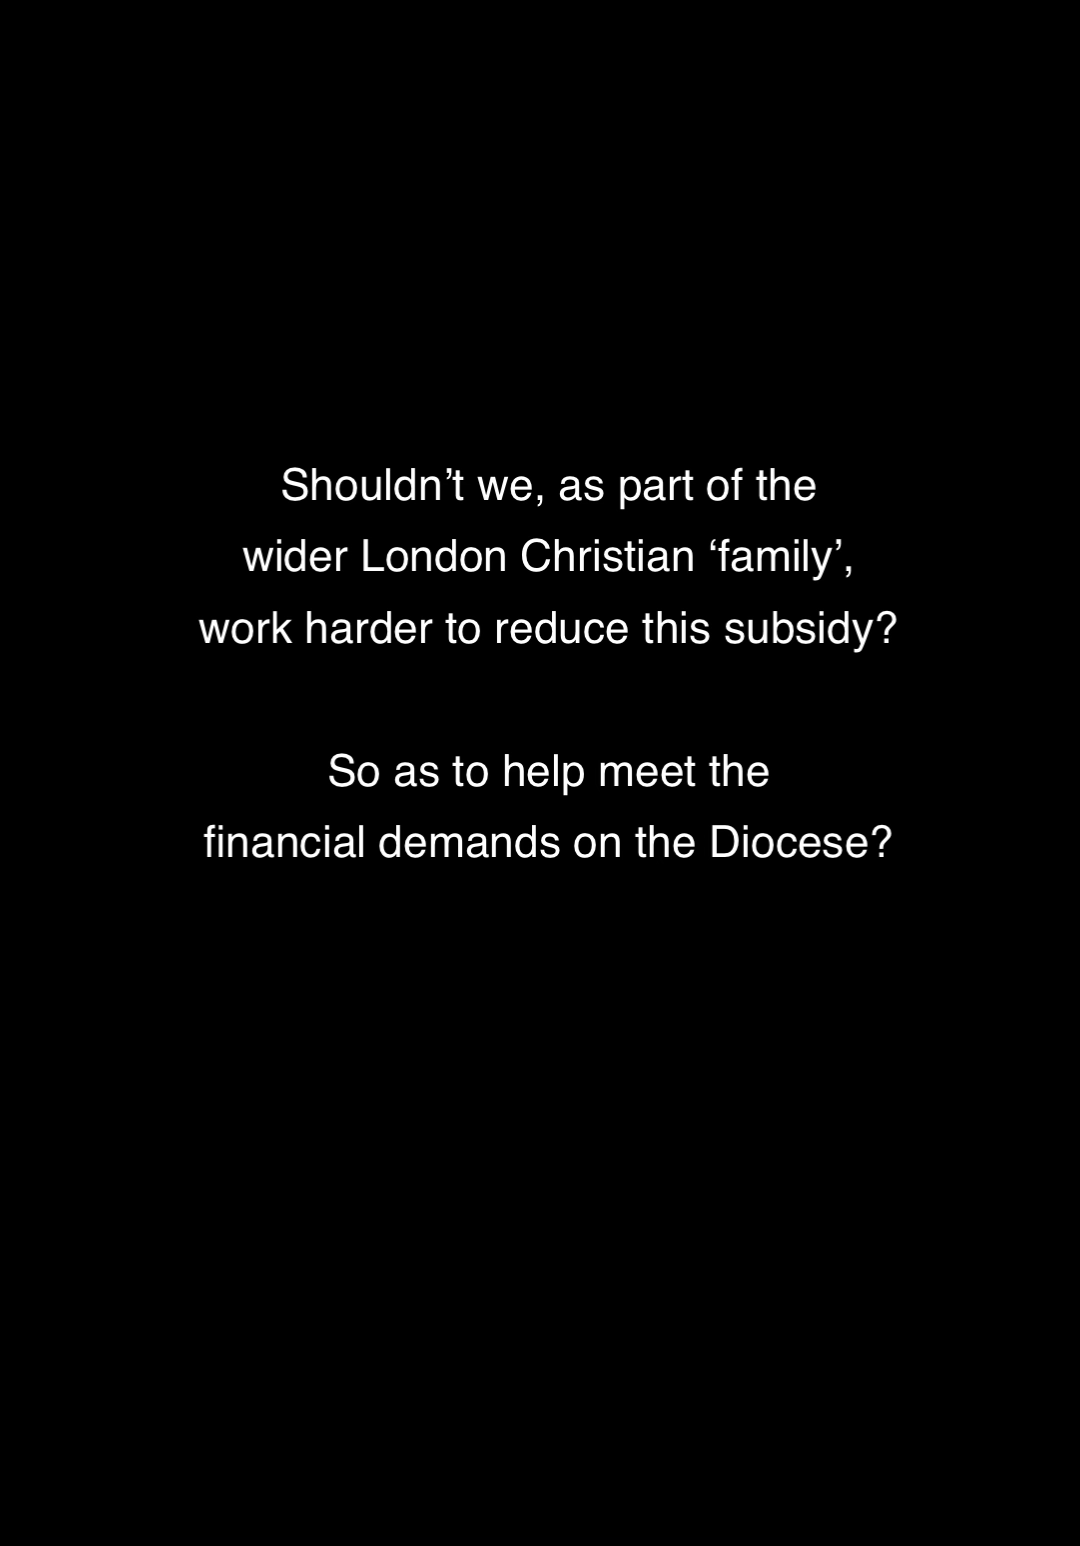 Shouldn’t we, as part of the
wider London Christian ‘family’,
work harder to reduce this subsidy?
So as to help meet the
financial demands on the Diocese?